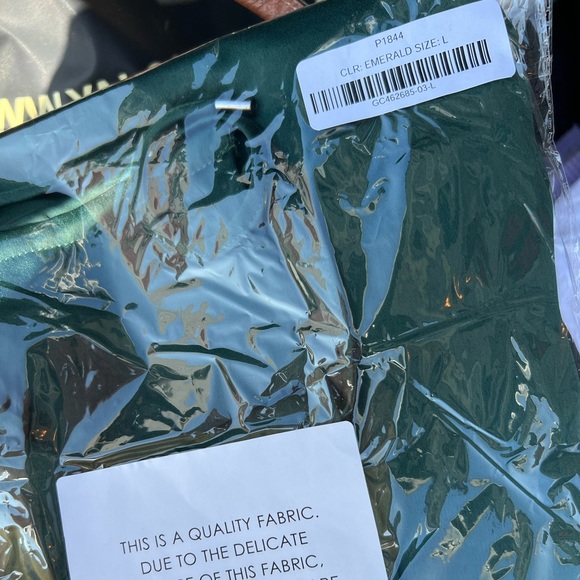 P1844
CLR: EMERALD SIZE: L
GC462685-03-L
THIS IS A QUALITY FABRIC.
DUE TO THE DELICATE
OF THIS FABRIC,